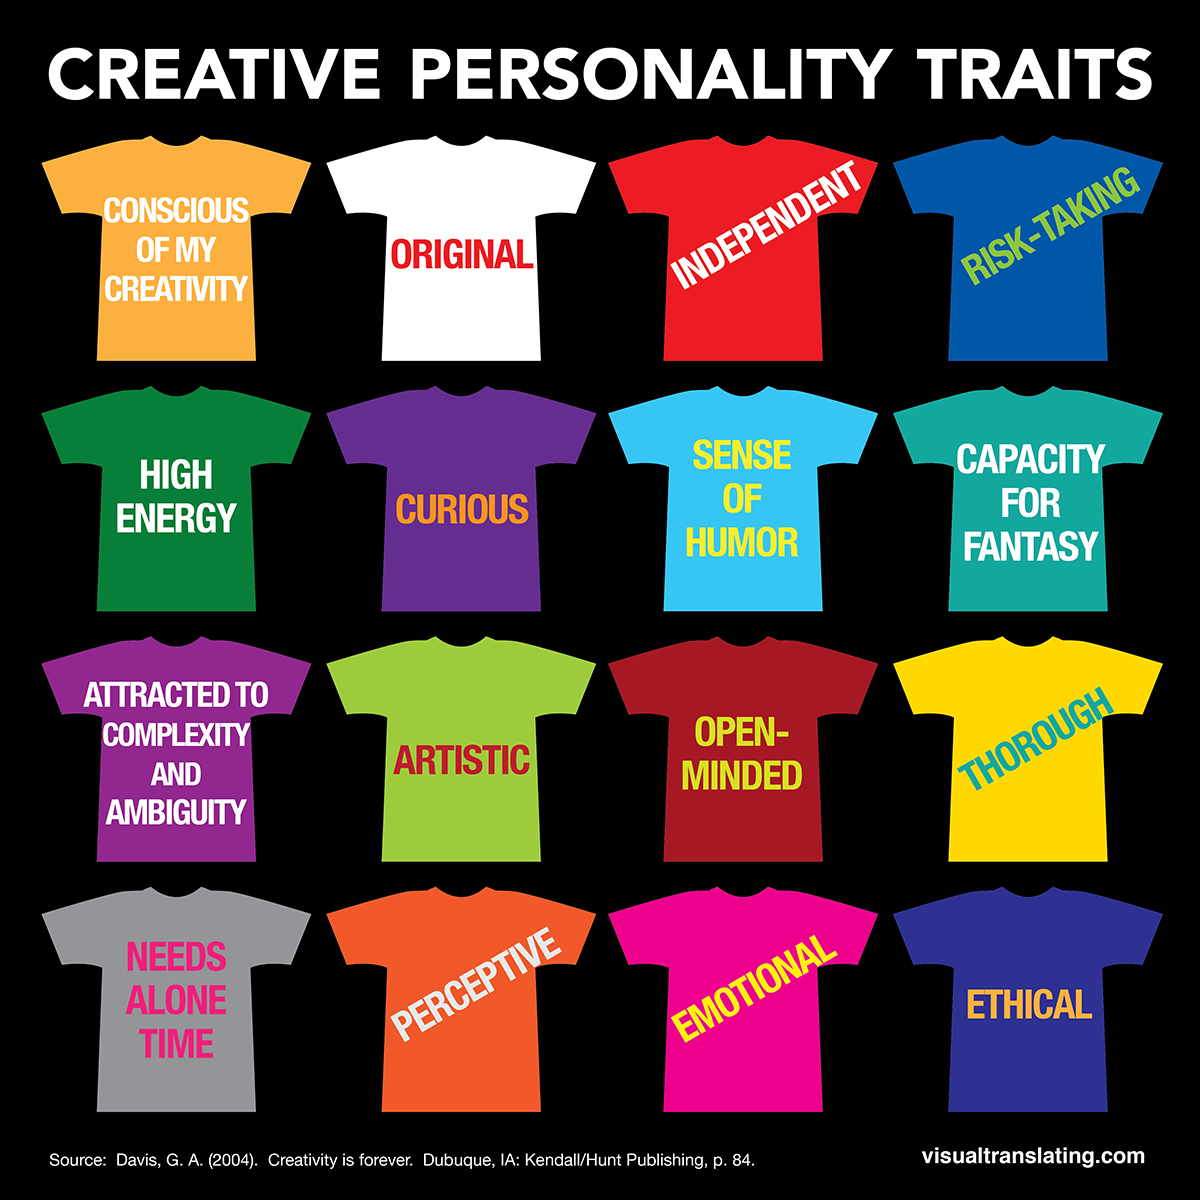 CREATIVE PERSONALITY TRAITS
CONSCIOUS
OF MY
CREATIVITY
ORIGINAL
INDEPENDENT
RISK-TAKING
HIGH
ENERGY
CURIOUS
SENSE
OF
HUMOR
CAPACITY
FOR
FANTASY
ATTRACTED TO
COMPLEXITY
AND
AMBIGUITY
ARTISTIC
OPEN-
MINDED
THOROUGH
NEEDS
ALONE
TIME
PERCEPTIVE
EMOTIONAL
ETHICAL
Source: Davis, G. A. (2004). Creativity is forever. Dubuque, IA: Kendall/Hunt Publishing, p. 84.
visualtranslating.com